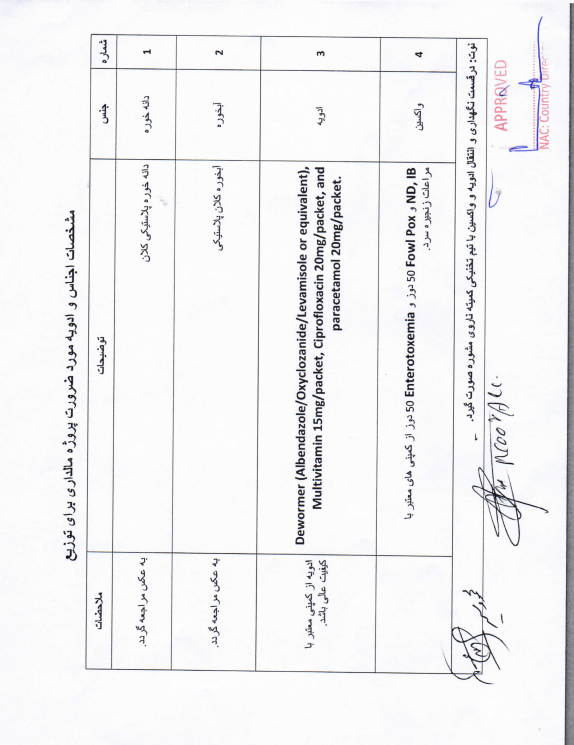 مشخصات اجناس و ادویه مورد ضرورت پروژه مالداری برای توزیع
شماره جنس توضیحات ملاحضات
1 دانه خوره دانه خوره پلاستیکی کلان به عکس مراجعه گردد.
2 آبخوره آبخوره کلان پلاستیکی به عکس مراجعه گردد.
3 ادویه Dewormer (Albendazole/Oxyclozanide/Levamisole or equivalent),
Multivitamin 15mg/packet, Ciprofloxacin 20mg/packet, and
paracetamol 20mg/packet.
ادویه از کمپنی معتبر با
کیفیت عالی باشد.
4 واکسین ND, IB و Fowl Pox 50 دوز و Enterotoxemia 50 دوز از کمپنی های معتبر با
مراعات زنجیره سرد.
نوت: در قسمت نگهداری و انتقال ادویه و واکسین با تیم تخنیکی کمیته ناروی مشوره صورت گیرد.
APPROVED
NAC: Country